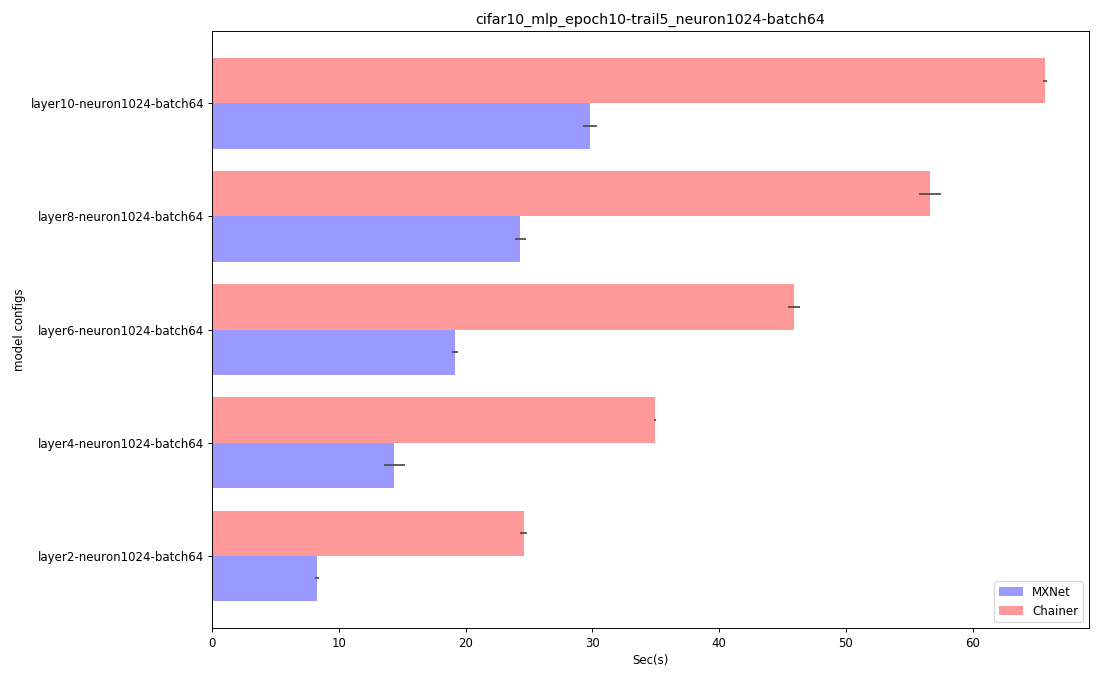 cifar10_mlp_epoch10-trail5_neuron1024-batch64
model configs
layer10-neuron1024-batch64
layer8-neuron1024-batch64
layer6-neuron1024-batch64
layer4-neuron1024-batch64
layer2-neuron1024-batch64
MXNet
Chainer
0 10 20 30 40 50 60
Sec(s)